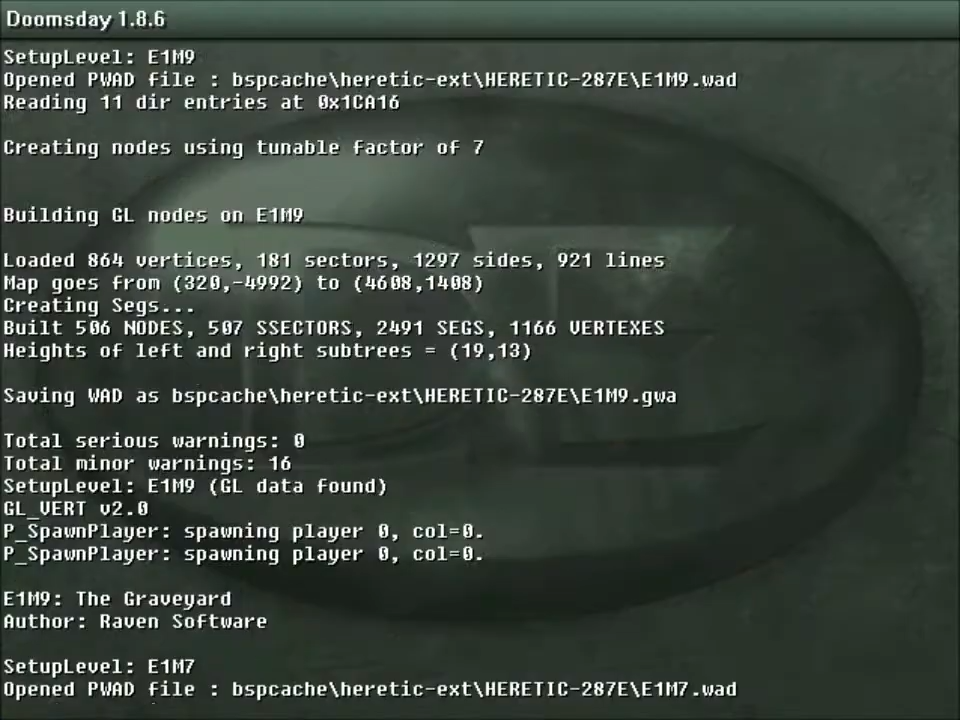 Doomsday 1.8.6
SetupLevel: E1M9
Opened PWAD file : bspcache\heretic-ext\HERETIC-287E\E1M9.wad
Reading 11 dir entries at 0x1CA16
Creating nodes using tunable factor of 7
Building GL nodes on E1M9
Loaded 864 vertices, 181 sectors, 1297 sides, 921 lines
Map goes from (320,-4992) to (4608,1408)
Creating Segs...
Built 506 NODES, 507 SSECTORS, 2491 SEGS, 1166 VERTEXES
Heights of left and right subtrees = (19,13)
Saving WAD as bspcache\heretic-ext\HERETIC-287E\E1M9.gwa
Total serious warnings: 0
Total minor warnings: 16
SetupLevel: E1M9 (GL data found)
GL_VERT v2.0
P_SpawnPlayer: spawning player 0, col=0.
P_SpawnPlayer: spawning player 0, col=0.
E1M9: The Graveyard
Author: Raven Software
SetupLevel: E1M7
Opened PWAD file : bspcache\heretic-ext\HERETIC-287E\E1M7.wad